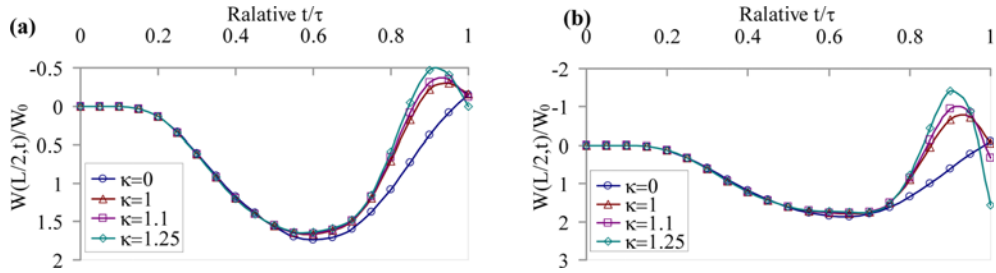 (a)
Ralative t/τ
0 0.2 0.4 0.6 0.8 1
W(L/2,t)/W₀
-0.5
0
0.5
1
1.5
2
κ=0
κ=1
κ=1.1
κ=1.25
(b)
Ralative t/τ
0 0.2 0.4 0.6 0.8 1
W(L/2,t)/W₀
-2
-1
0
1
2
3
κ=0
κ=1
κ=1.1
κ=1.25